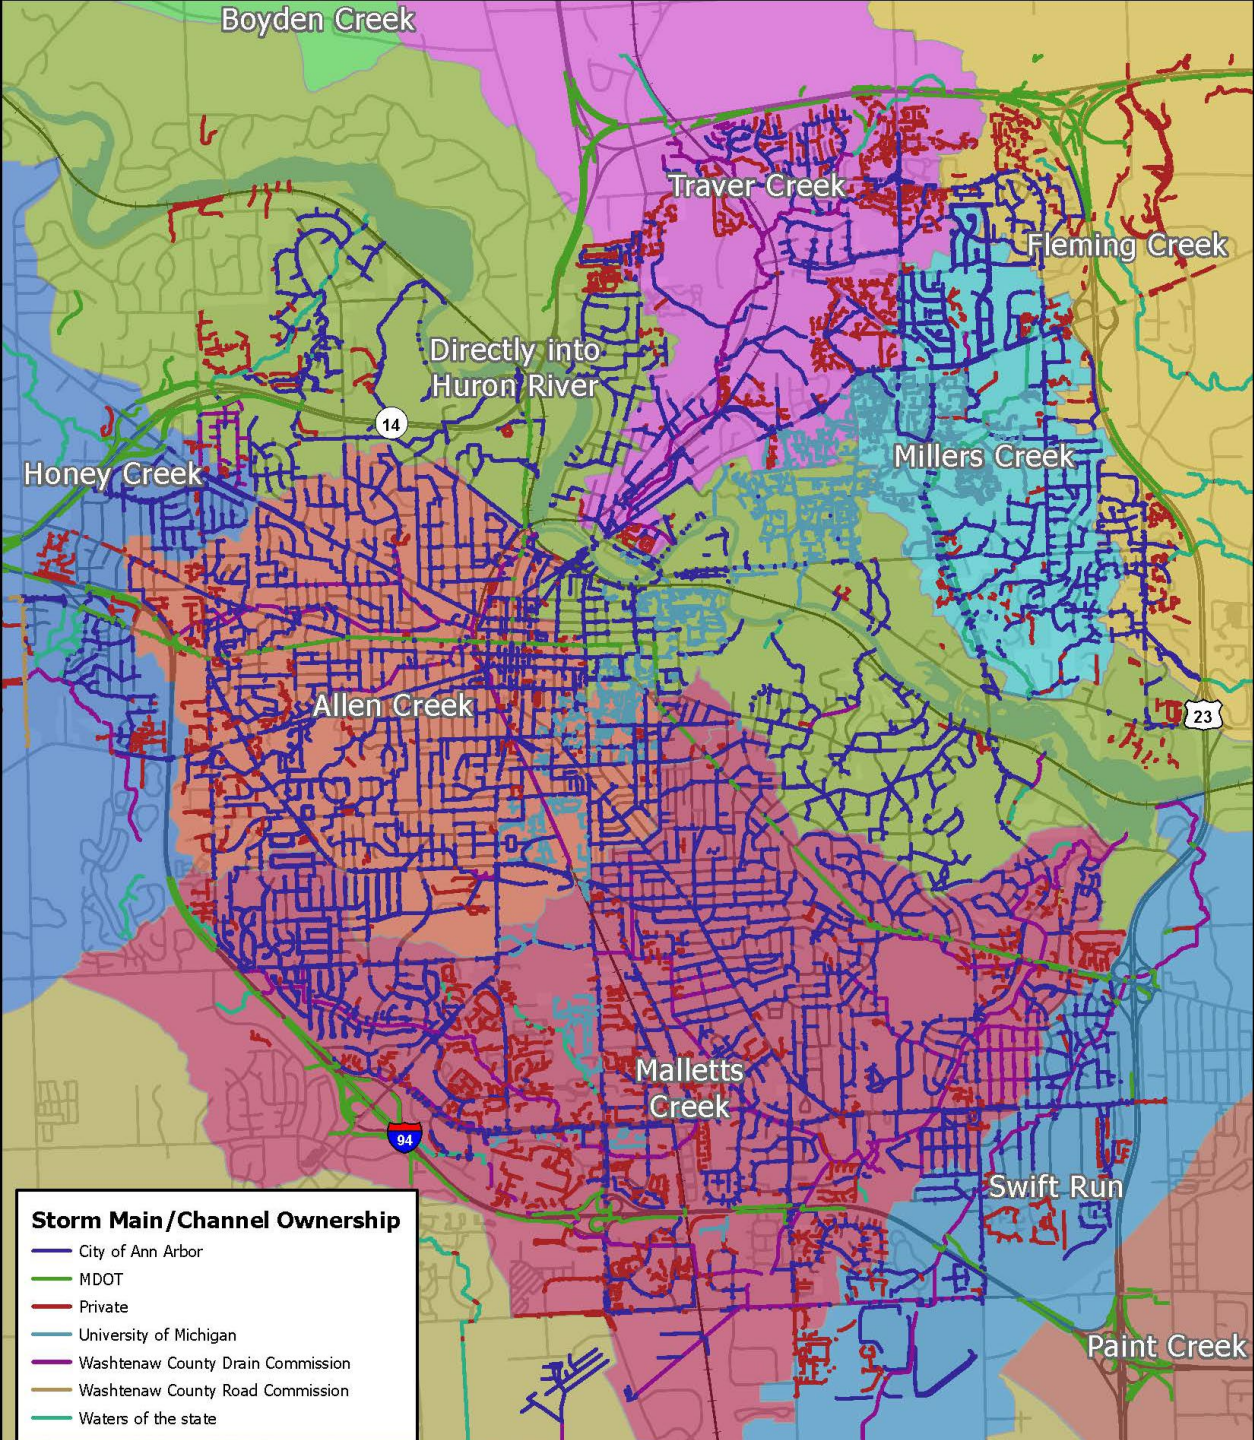 Boyden Creek
Traver Creek
Fleming Creek
Directly into
Huron River
14
Honey Creek
Millers Creek
Allen Creek
23
Malletts
Creek
94
Swift Run
Paint Creek
Storm Main/Channel Ownership
City of Ann Arbor
MDOT
Private
University of Michigan
Washtenaw County Drain Commission
Washtenaw County Road Commission
Waters of the state